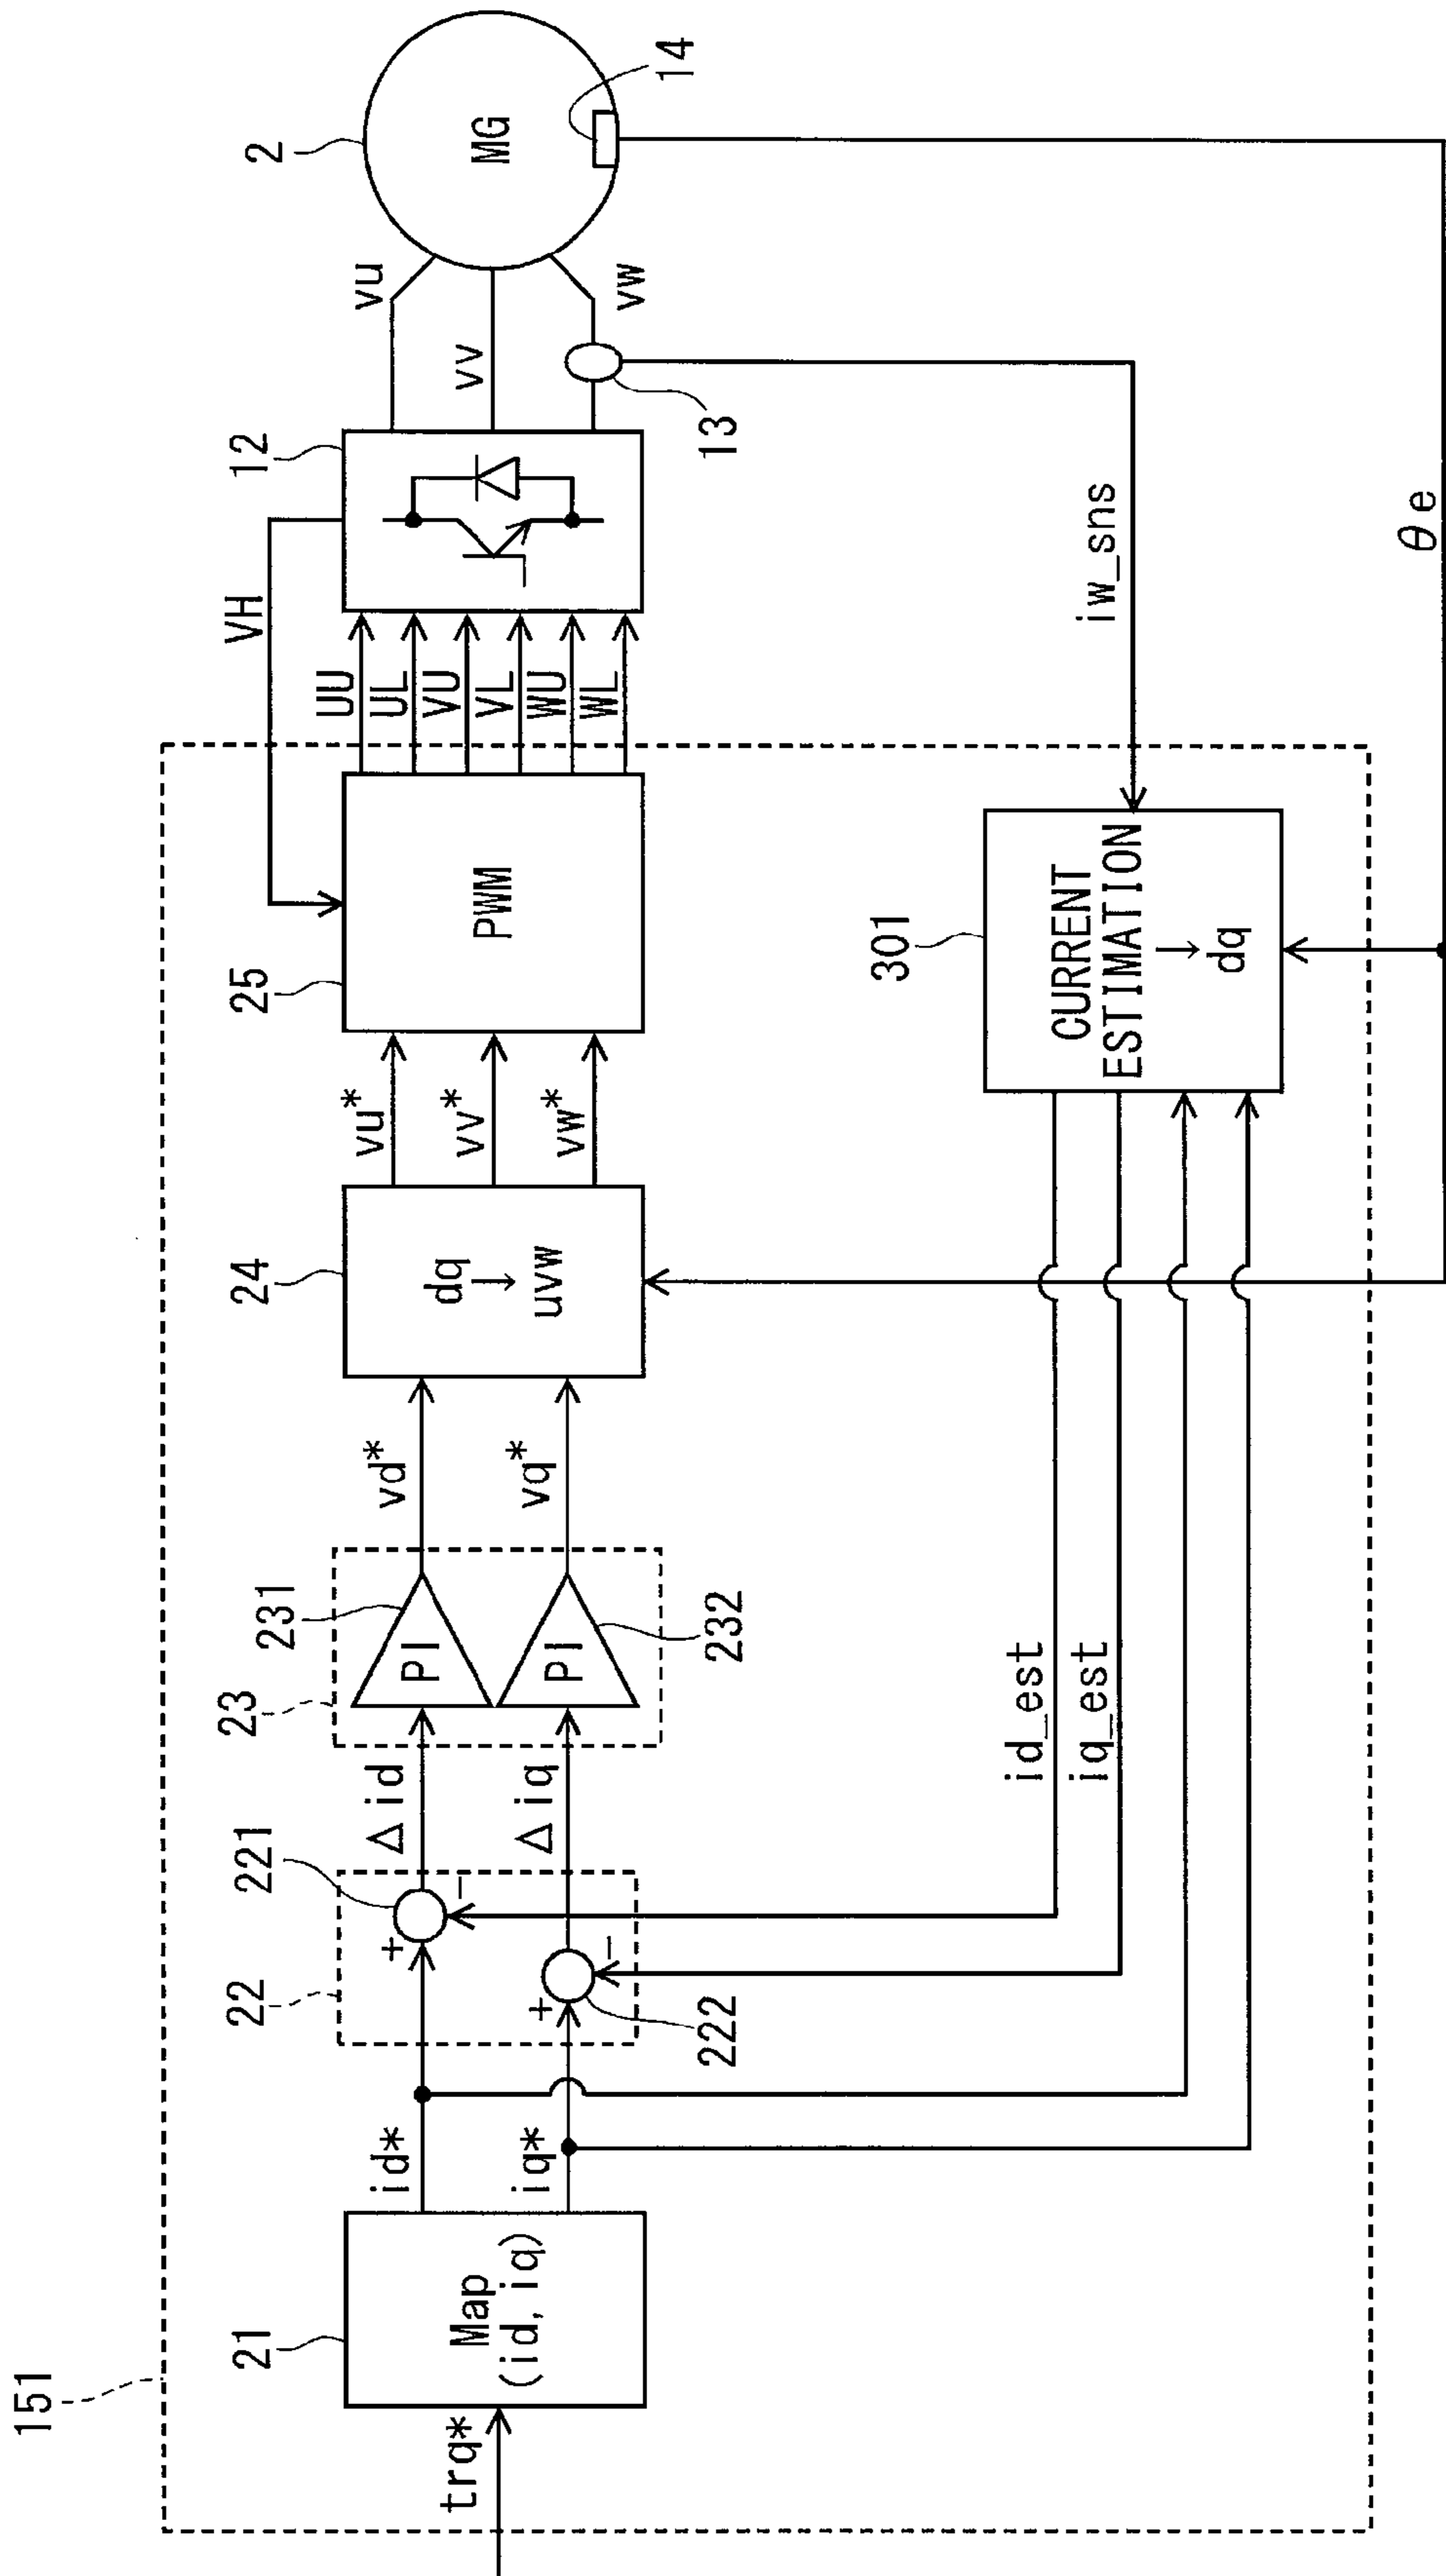 151
trq*
21
Map
(id, iq)
id*
iq*
22
221
222
+
−
+
−
Δid
Δiq
23
231
232
PI
PI
vd*
vq*
24
dq
↓
uvw
vu*
vv*
vw*
25
PWM
VH
UU
UL
VU
VL
WU
WL
12
vu
vv
vw
13
2
MG
14
id_est
iq_est
301
CURRENT
ESTIMATION
↓
dq
iw_sns
θe